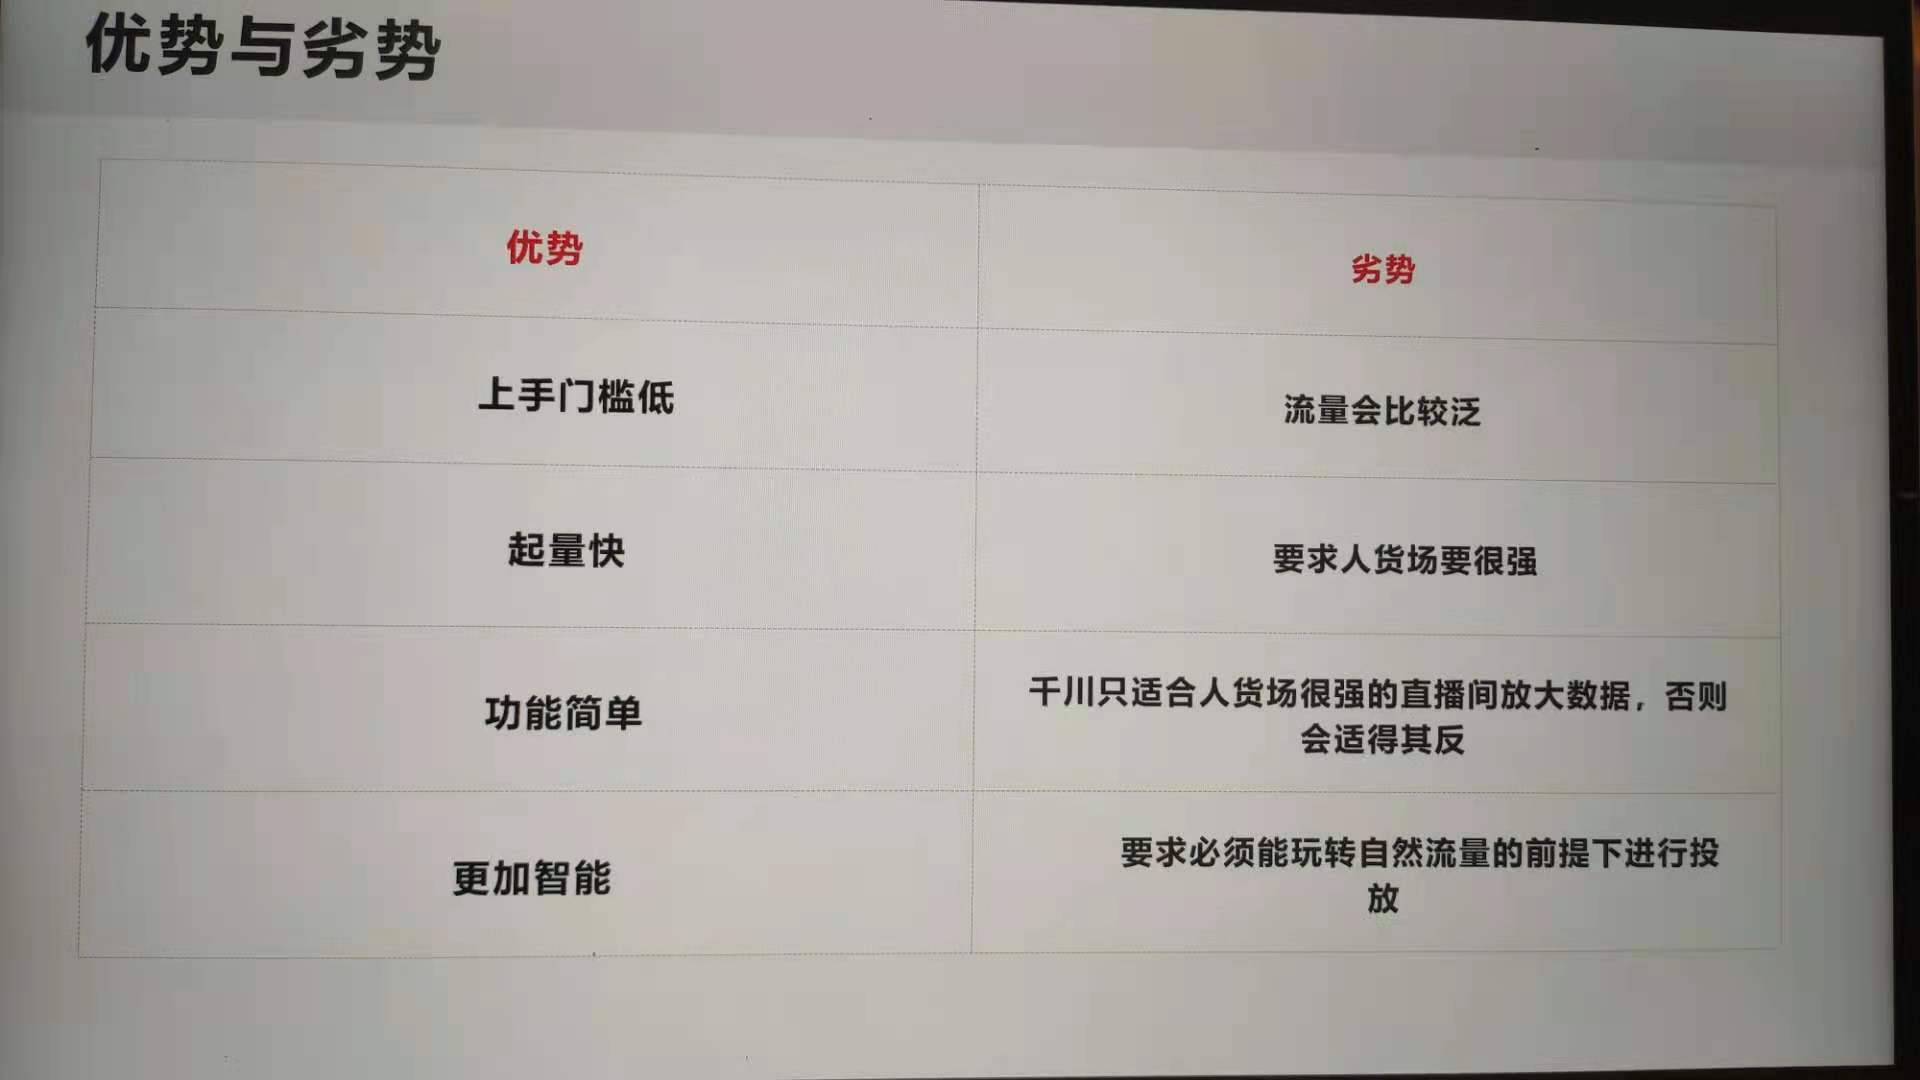 优势与劣势
优势
劣势
上手门槛低
流量会比较泛
起量快
要求人货场要很强
功能简单
千川只适合人货场很强的直播间放大数据，否则
会适得其反
更加智能
要求必须能玩转自然流量的前提下进行投
放